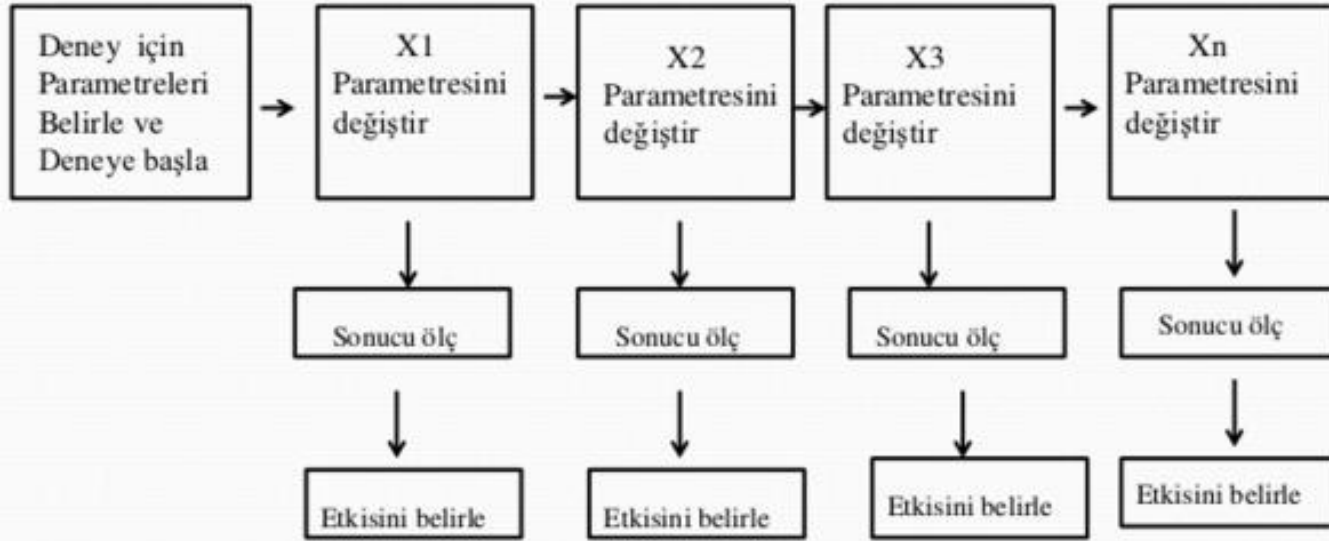 Deney için
Parametreleri
Belirle ve
Deneye başla
X1
Parametresini
değiştir
X2
Parametresini
değiştir
X3
Parametresini
değiştir
Xn
Parametresini
değiştir
Sonucu ölç
Sonucu ölç
Sonucu ölç
Sonucu ölç
Etkisini belirle
Etkisini belirle
Etkisini belirle
Etkisini belirle